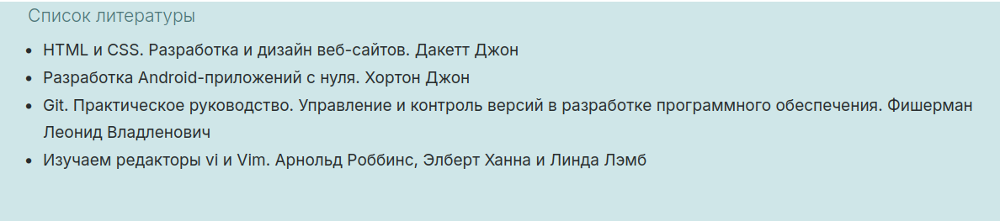 Список литературы
• HTML и CSS. Разработка и дизайн веб-сайтов. Дакетт Джон
• Разработка Android-приложений с нуля. Хортон Джон
• Git. Практическое руководство. Управление и контроль версий в разработке программного обеспечения. Фишерман
Леонид Владленович
• Изучаем редакторы vi и Vim. Арнольд Роббинс, Элберт Ханна и Линда Лэмб